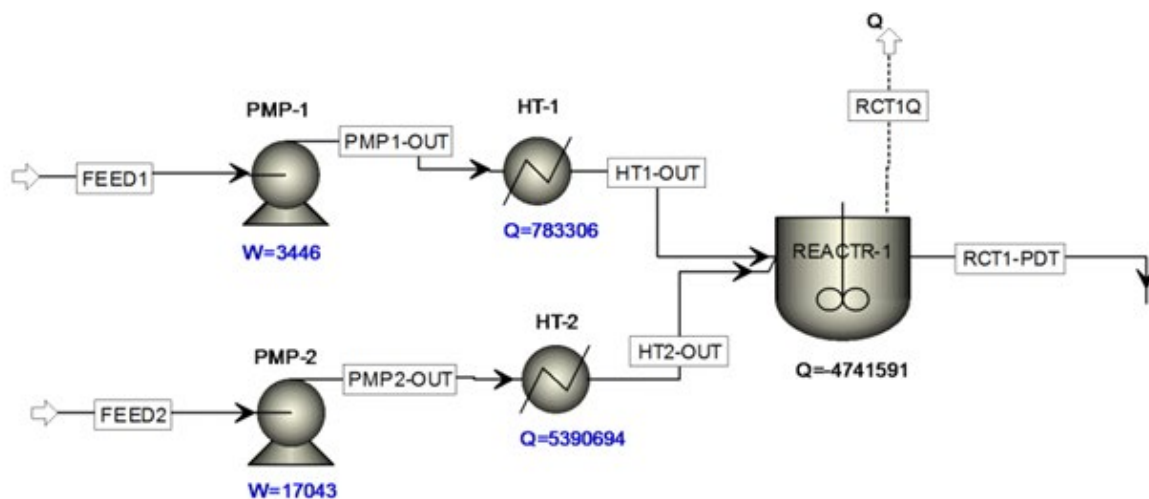 Q
RCT1Q
PMP-1
HT-1
PMP1-OUT
FEED1
HT1-OUT
W=3446
Q=783306
REACTR-1
RCT1-PDT
HT-2
HT2-OUT
PMP-2
PMP2-OUT
Q=-4741591
FEED2
Q=5390694
W=17043